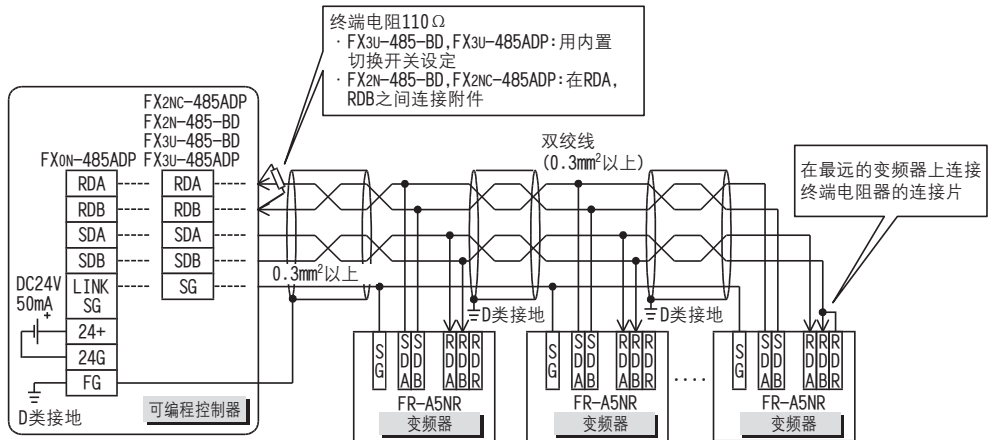 终端电阻110Ω
·FX3U-485-BD,FX3U-485ADP:用内置
切换开关设定
·FX2N-485-BD,FX2NC-485ADP:在RDA,
RDB之间连接附件
FX2NC-485ADP
FX2N-485-BD
FX3U-485-BD
FX0N-485ADP FX3U-485ADP
双绞线
(0.3mm²以上)
在最远的变频器上连接
终端电阻器的连接片
RDA RDA
RDB RDB
SDA SDA
SDB SDB
0.3mm²以上
DC24V
50mA
+
LINK
SG
SG
24+
24G
FG
D类接地
可编程控制器
D类接地
D类接地
SG SDA SDB RDA RDB RDR
FR-A5NR
变频器
SG SDA SDB RDA RDB RDR
FR-A5NR
变频器
····
SG SDA SDB RDA RDB RDR
FR-A5NR
变频器